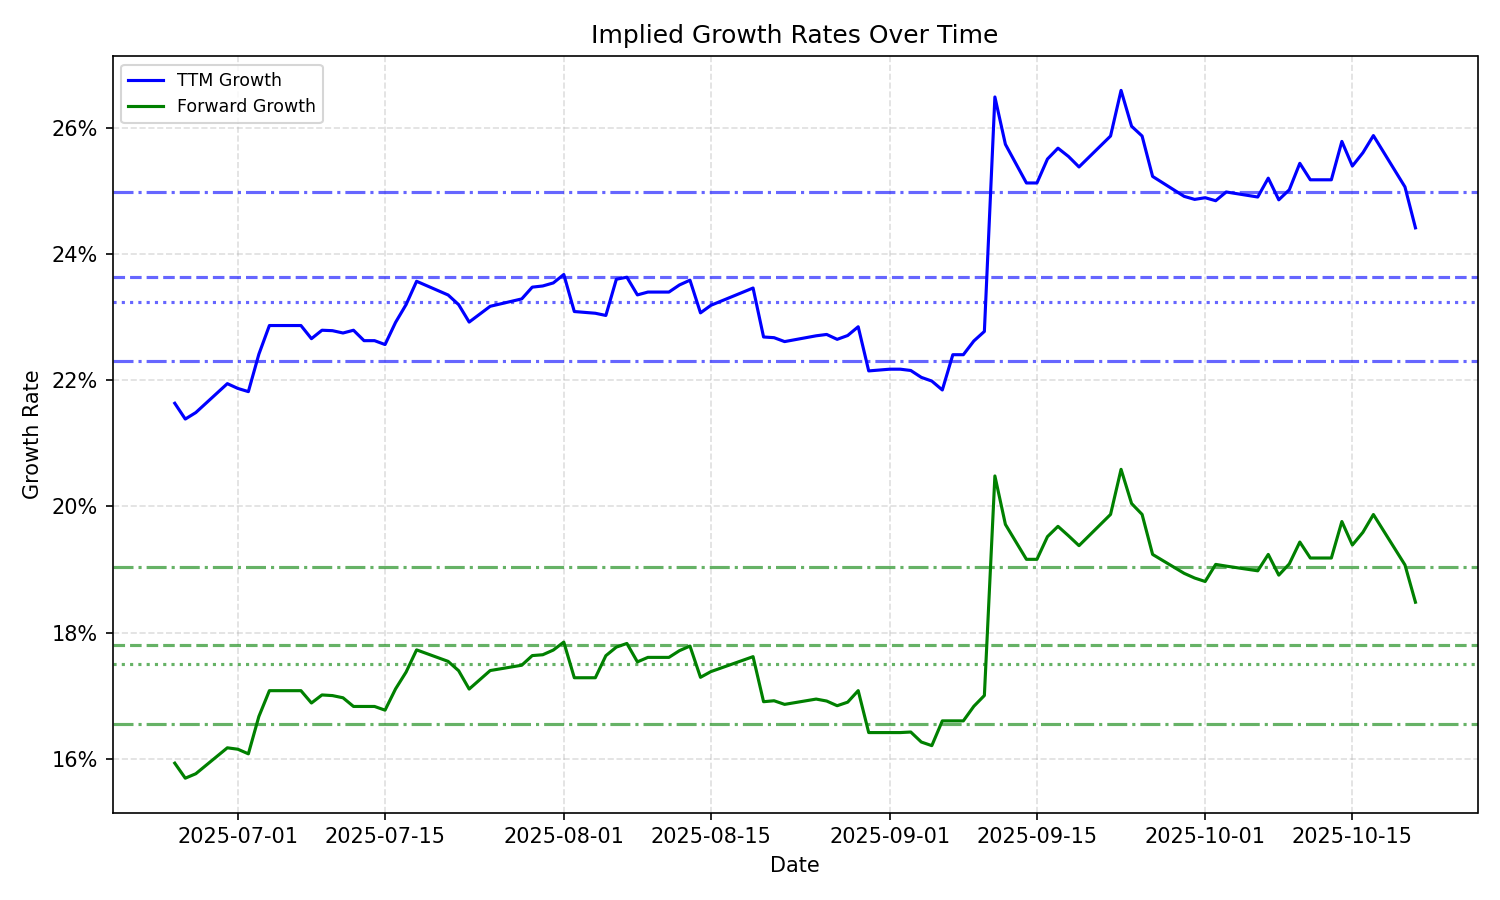 Implied Growth Rates Over Time
TTM Growth
Forward Growth
26%
24%
22%
20%
18%
16%
Growth Rate
2025-07-01
2025-07-15
2025-08-01
2025-08-15
2025-09-01
2025-09-15
2025-10-01
2025-10-15
Date